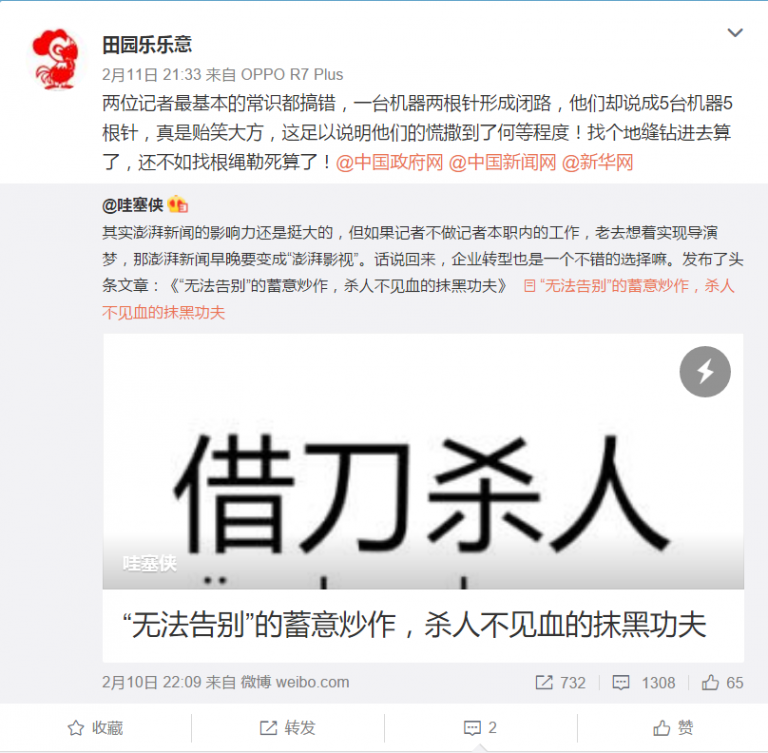 田园乐乐意
2月11日 21:33 来自 OPPO R7 Plus
两位记者最基本的常识都搞错，一台机器两根针形成闭路，他们却说成5台机器5
根针，真是贻笑大方，这足以说明他们的慌撒到了何等程度！找个地缝钻进去算
了，还不如找根绳勒死算了！@中国政府网 @中国新闻网 @新华网
@哇塞侠
其实澎湃新闻的影响力还是挺大的，但如果记者不做记者本职内的工作，老去想着实现导演
梦，那澎湃新闻早晚要变成“澎湃影视”。话说回来，企业转型也是一个不错的选择嘛。发布了头
条文章：《“无法告别”的蓄意炒作，杀人不见血的抹黑功夫》 “无法告别”的蓄意炒作，杀人
不见血的抹黑功夫
借刀杀人
哇塞侠
“无法告别”的蓄意炒作，杀人不见血的抹黑功夫
2月10日 22:09 来自 微博 weibo.com 732 1308 65
收藏 转发 2 赞